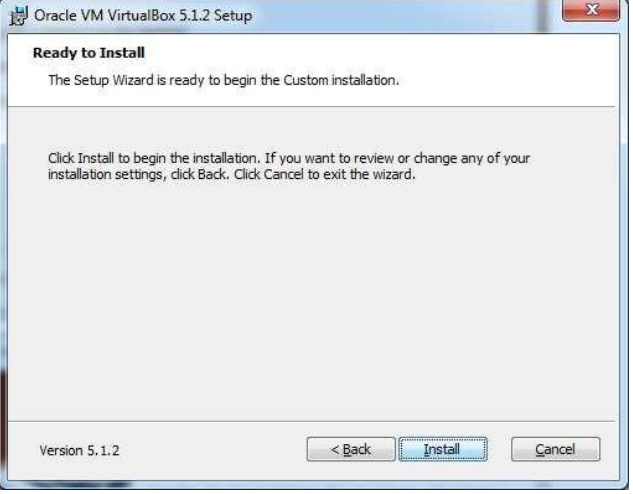 Oracle VM VirtualBox 5.1.2 Setup
Ready to Install
The Setup Wizard is ready to begin the Custom installation.
Click Install to begin the installation. If you want to review or change any of your
installation settings, click Back. Click Cancel to exit the wizard.
Version 5.1.2
< Back
Install
Cancel